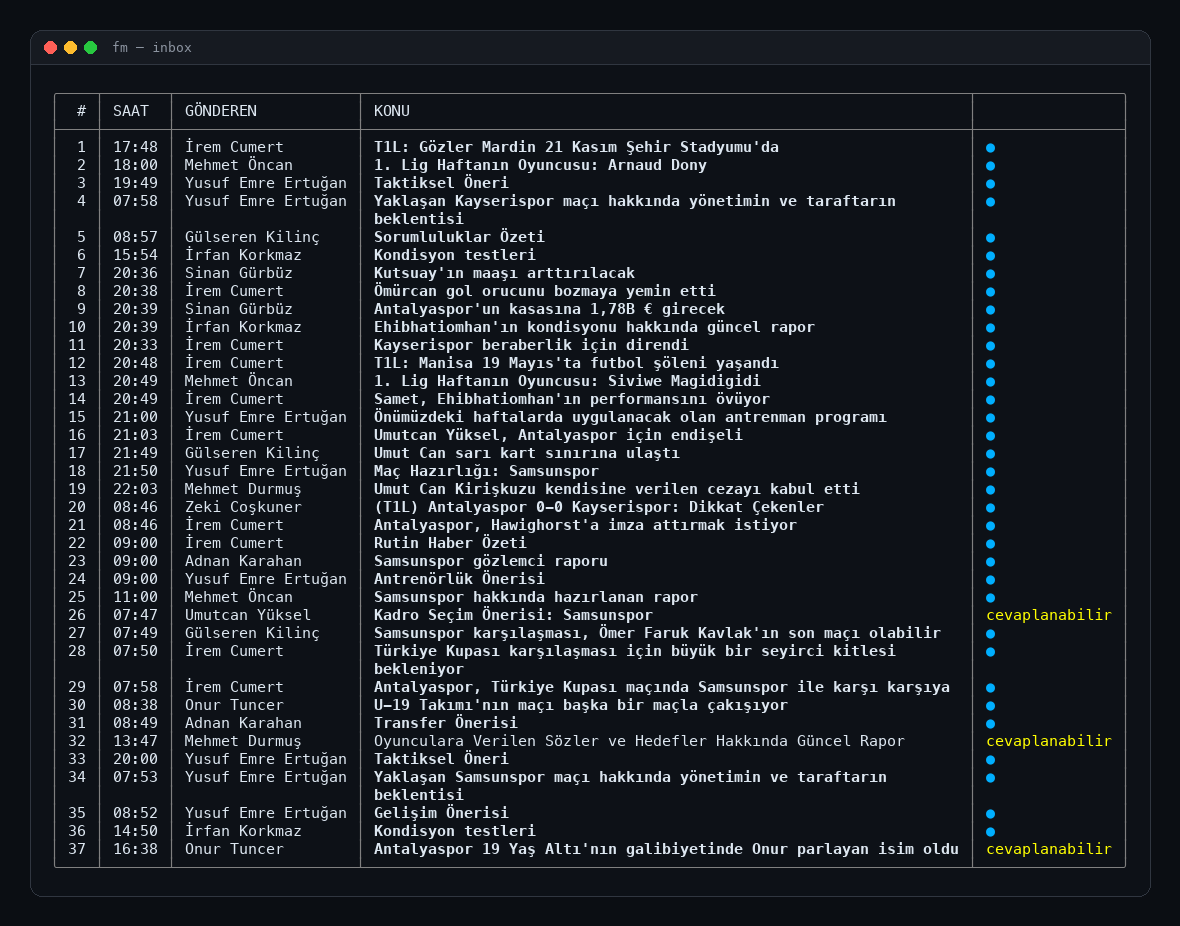 fm — inbox
# SAAT GÖNDEREN KONU
1 17:48 İrem Cumert T1L: Gözler Mardin 21 Kasım Şehir Stadyumu'da ●
2 18:00 Mehmet Öncan 1. Lig Haftanın Oyuncusu: Arnaud Dony ●
3 19:49 Yusuf Emre Ertuğan Taktiksel Öneri ●
4 07:58 Yusuf Emre Ertuğan Yaklaşan Kayserispor maçı hakkında yönetimin ve taraftarın ●
beklentisi
5 08:57 Gülseren Kilinç Sorumluluklar Özeti ●
6 15:54 İrfan Korkmaz Kondisyon testleri ●
7 20:36 Sinan Gürbüz Kutsuay'ın maaşı arttırılacak ●
8 20:38 İrem Cumert Ömürcan gol orucunu bozmaya yemin etti ●
9 20:39 Sinan Gürbüz Antalyaspor'un kasasına 1,78B € girecek ●
10 20:39 İrfan Korkmaz Ehibhatiomhan'ın kondisyonu hakkında güncel rapor ●
11 20:33 İrem Cumert Kayserispor beraberlik için direndi ●
12 20:48 İrem Cumert T1L: Manisa 19 Mayıs'ta futbol şöleni yaşandı ●
13 20:49 Mehmet Öncan 1. Lig Haftanın Oyuncusu: Siviwe Magidigidi ●
14 20:49 İrem Cumert Samet, Ehibhatiomhan'ın performansını övüyor ●
15 21:00 Yusuf Emre Ertuğan Önümüzdeki haftalarda uygulanacak olan antrenman programı ●
16 21:03 İrem Cumert Umutcan Yüksel, Antalyaspor için endişeli ●
17 21:49 Gülseren Kilinç Umut Can sarı kart sınırına ulaştı ●
18 21:50 Yusuf Emre Ertuğan Maç Hazırlığı: Samsunspor ●
19 22:03 Mehmet Durmuş Umut Can Kirişkuzu kendisine verilen cezayı kabul etti ●
20 08:46 Zeki Coşkuner (T1L) Antalyaspor 0–0 Kayserispor: Dikkat Çekenler ●
21 08:46 İrem Cumert Antalyaspor, Hawighorst'a imza attırmak istiyor ●
22 09:00 İrem Cumert Rutin Haber Özeti ●
23 09:00 Adnan Karahan Samsunspor gözlemci raporu ●
24 09:00 Yusuf Emre Ertuğan Antrenörlük Önerisi ●
25 11:00 Mehmet Öncan Samsunspor hakkında hazırlanan rapor ●
26 07:47 Umutcan Yüksel Kadro Seçim Önerisi: Samsunspor cevaplanabilir
27 07:49 Gülseren Kilinç Samsunspor karşılaşması, Ömer Faruk Kavlak'ın son maçı olabilir ●
28 07:50 İrem Cumert Türkiye Kupası karşılaşması için büyük bir seyirci kitlesi ●
bekleniyor
29 07:58 İrem Cumert Antalyaspor, Türkiye Kupası maçında Samsunspor ile karşı karşıya ●
30 08:38 Onur Tuncer U–19 Takımı'nın maçı başka bir maçla çakışıyor ●
31 08:49 Adnan Karahan Transfer Önerisi ●
32 13:47 Mehmet Durmuş Oyunculara Verilen Sözler ve Hedefler Hakkında Güncel Rapor cevaplanabilir
33 20:00 Yusuf Emre Ertuğan Taktiksel Öneri ●
34 07:53 Yusuf Emre Ertuğan Yaklaşan Samsunspor maçı hakkında yönetimin ve taraftarın ●
beklentisi
35 08:52 Yusuf Emre Ertuğan Gelişim Önerisi ●
36 14:50 İrfan Korkmaz Kondisyon testleri ●
37 16:38 Onur Tuncer Antalyaspor 19 Yaş Altı'nın galibiyetinde Onur parlayan isim oldu cevaplanabilir